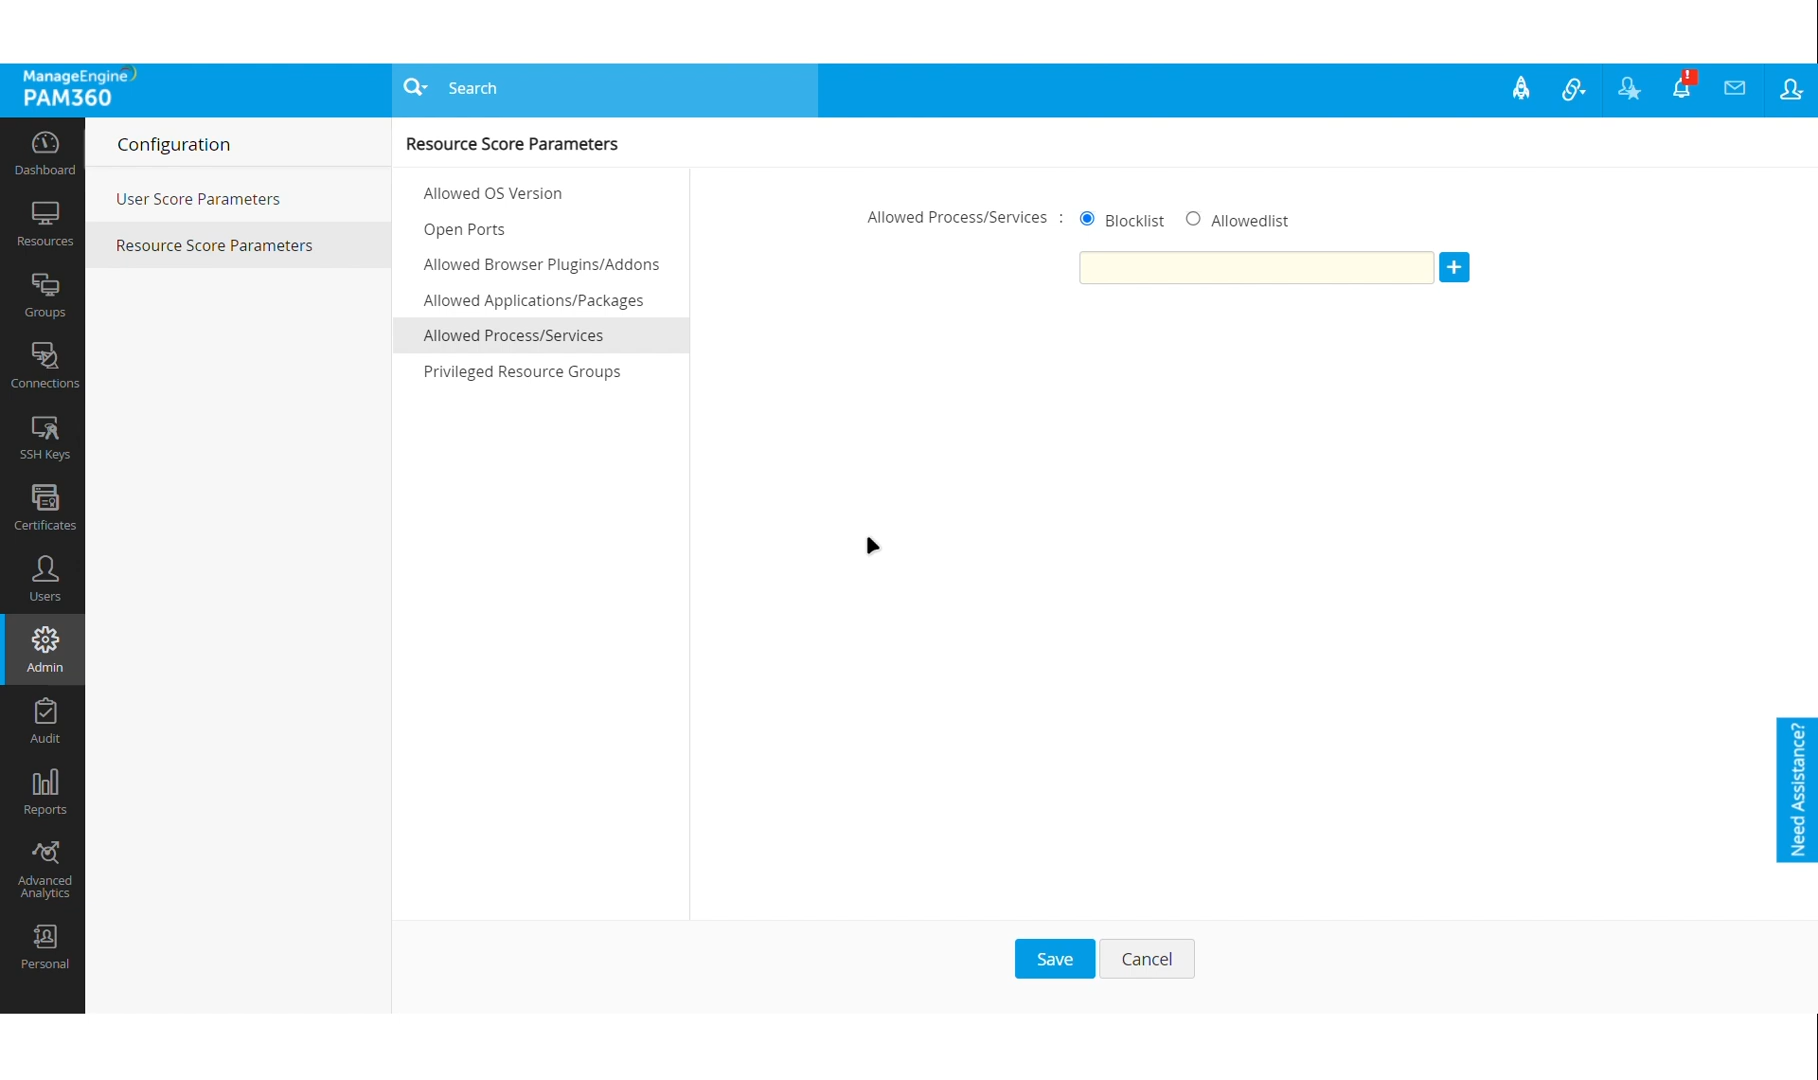 ManageEngine
PAM360
Search
!
Dashboard
Resources
Groups
Connections
SSH Keys
Certificates
Users
Admin
Audit
Reports
Advanced
Analytics
Personal
Configuration
User Score Parameters
Resource Score Parameters
Resource Score Parameters
Allowed OS Version
Open Ports
Allowed Browser Plugins/Addons
Allowed Applications/Packages
Allowed Process/Services
Privileged Resource Groups
Allowed Process/Services : Blocklist Allowedlist
+
Need Assistance?
Save Cancel